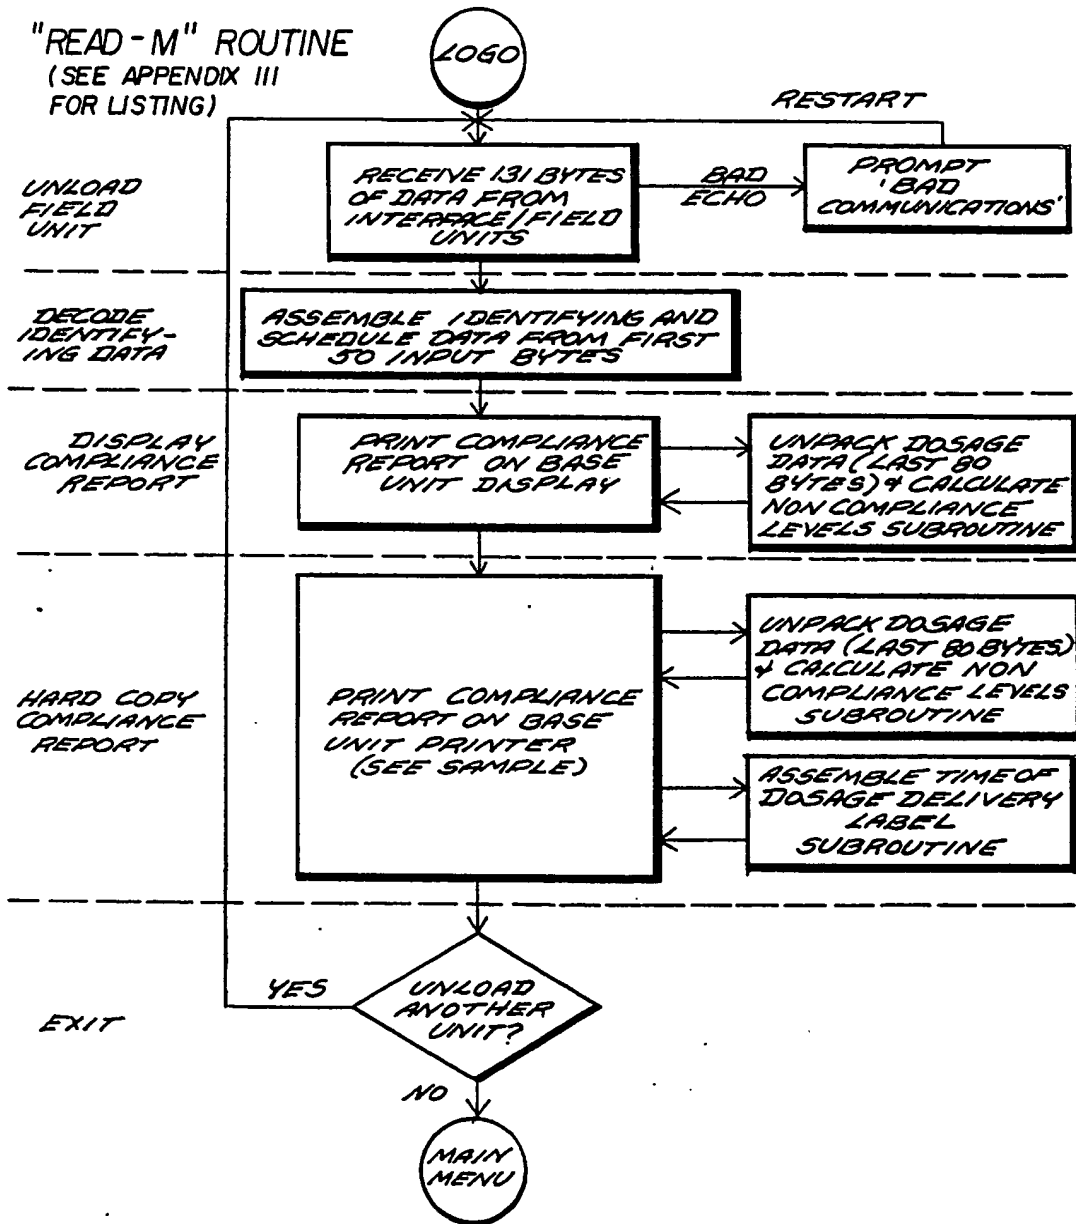 "READ-M" ROUTINE
(SEE APPENDIX III
FOR LISTING)
LOGO
RESTART
UNLOAD
FIELD
UNIT
RECEIVE 131 BYTES
OF DATA FROM
INTERFACE/FIELD
UNITS
BAD
ECHO
PROMPT
'BAD
COMMUNICATIONS'
DECODE
IDENTIFY-
ING DATA
ASSEMBLE IDENTIFYING AND
SCHEDULE DATA FROM FIRST
50 INPUT BYTES
DISPLAY
COMPLIANCE
REPORT
PRINT COMPLIANCE
REPORT ON BASE
UNIT DISPLAY
UNPACK DOSAGE
DATA (LAST 80
BYTES) & CALCULATE
NON COMPLIANCE
LEVELS SUBROUTINE
HARD COPY
COMPLIANCE
REPORT
PRINT COMPLIANCE
REPORT ON BASE
UNIT PRINTER
(SEE SAMPLE)
UNPACK DOSAGE
DATA (LAST 80 BYTES)
& CALCULATE NON
COMPLIANCE LEVELS
SUBROUTINE
ASSEMBLE TIME OF
DOSAGE DELIVERY
LABEL
SUBROUTINE
EXIT
YES
UNLOAD
ANOTHER
UNIT?
NO
MAIN
MENU